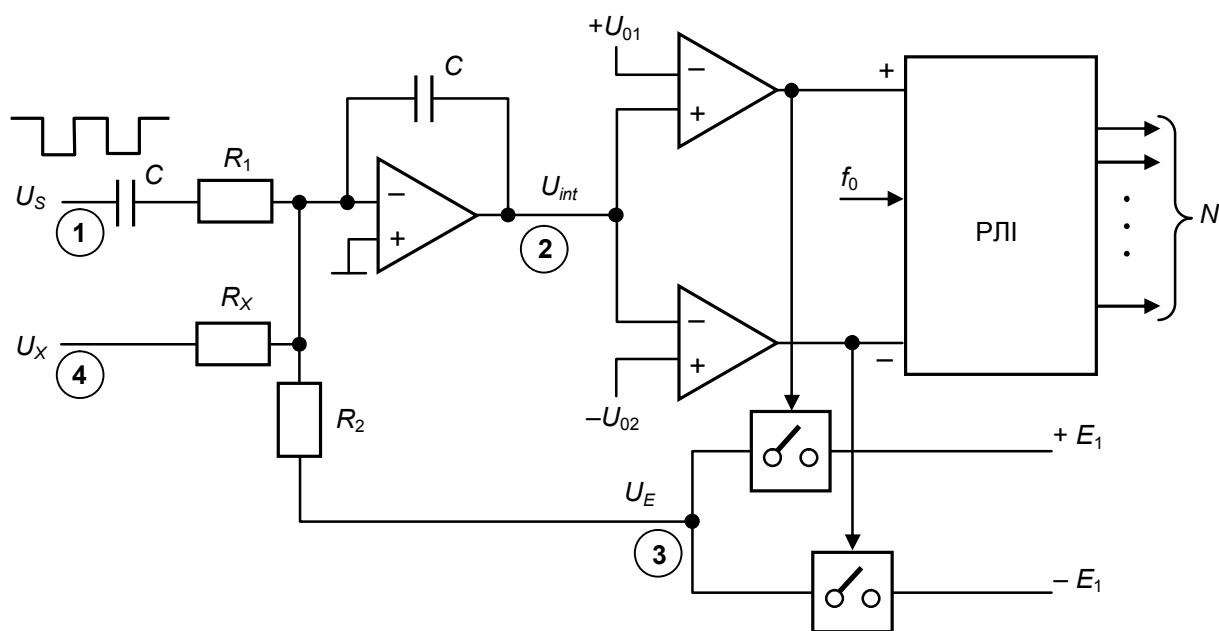 +U01
C
C
R1
US
1
Uint
2
f0
+
РЛІ
N
−
RX
UX
4
R2
–U02
+ E1
UE
3
– E1